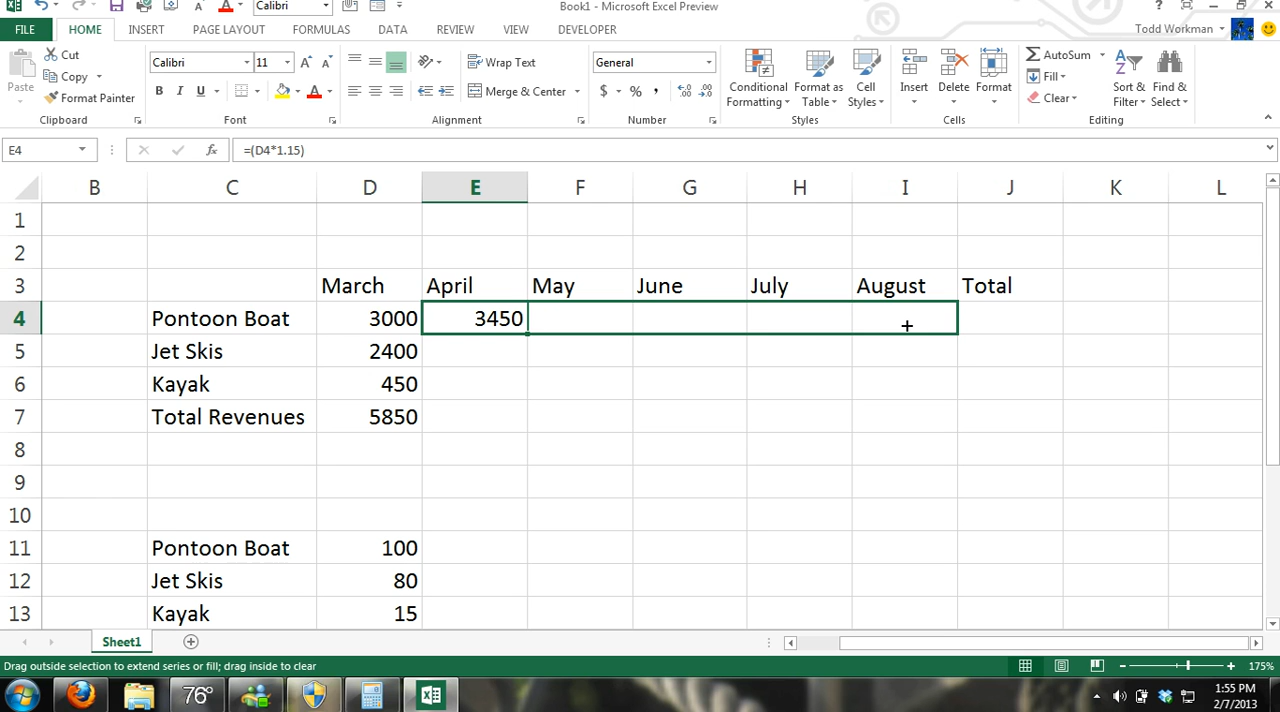 Calibri
Book1 - Microsoft Excel Preview
?
FILE HOME INSERT PAGE LAYOUT FORMULAS DATA REVIEW VIEW DEVELOPER Todd Workman
Paste
Cut
Copy
Format Painter
Calibri 11
B I U
Wrap Text
Merge & Center
General
$ % ,
Conditional Formatting
Format as Table
Cell Styles
Insert
Delete
Format
AutoSum
Fill
Clear
Sort & Filter
Find & Select
Clipboard Font Alignment Number Styles Cells Editing
E4 fx =(D4*1.15)
B C D E F G H I J K L
1
2
3 March April May June July August Total
4 Pontoon Boat 3000 3450
5 Jet Skis 2400
6 Kayak 450
7 Total Revenues 5850
8
9
10
11 Pontoon Boat 100
12 Jet Skis 80
13 Kayak 15
Sheet1
Drag outside selection to extend series or fill; drag inside to clear 175%
76°
1:55 PM
2/7/2013